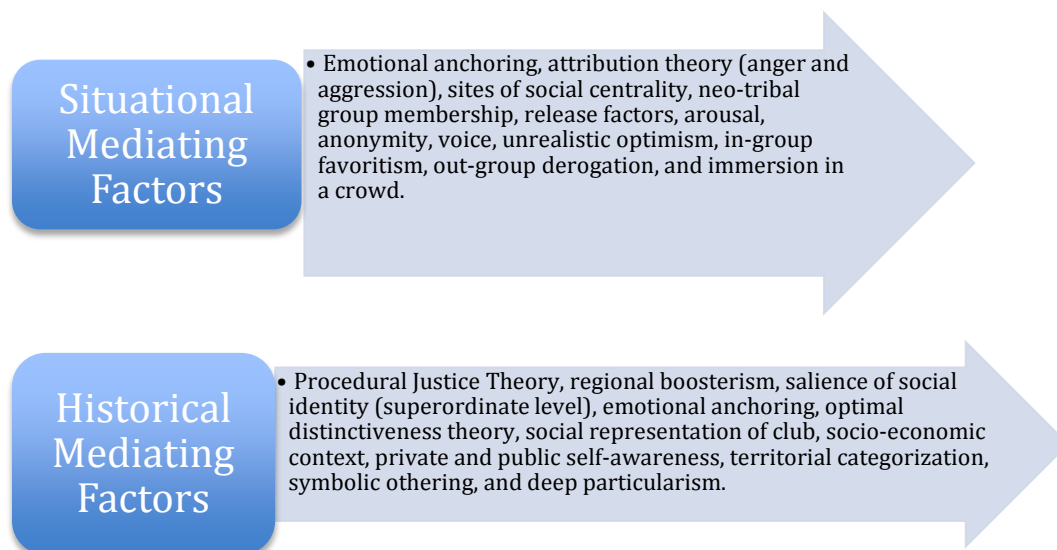 Situational
Mediating
Factors
• Emotional anchoring, attribution theory (anger and
aggression), sites of social centrality, neo-tribal
group membership, release factors, arousal,
anonymity, voice, unrealistic optimism, in-group
favoritism, out-group derogation, and immersion in
a crowd.
Historical
Mediating
Factors
• Procedural Justice Theory, regional boosterism, salience of social
identity (superordinate level), emotional anchoring, optimal
distinctiveness theory, social representation of club, socio-economic
context, private and public self-awareness, territorial categorization,
symbolic othering, and deep particularism.